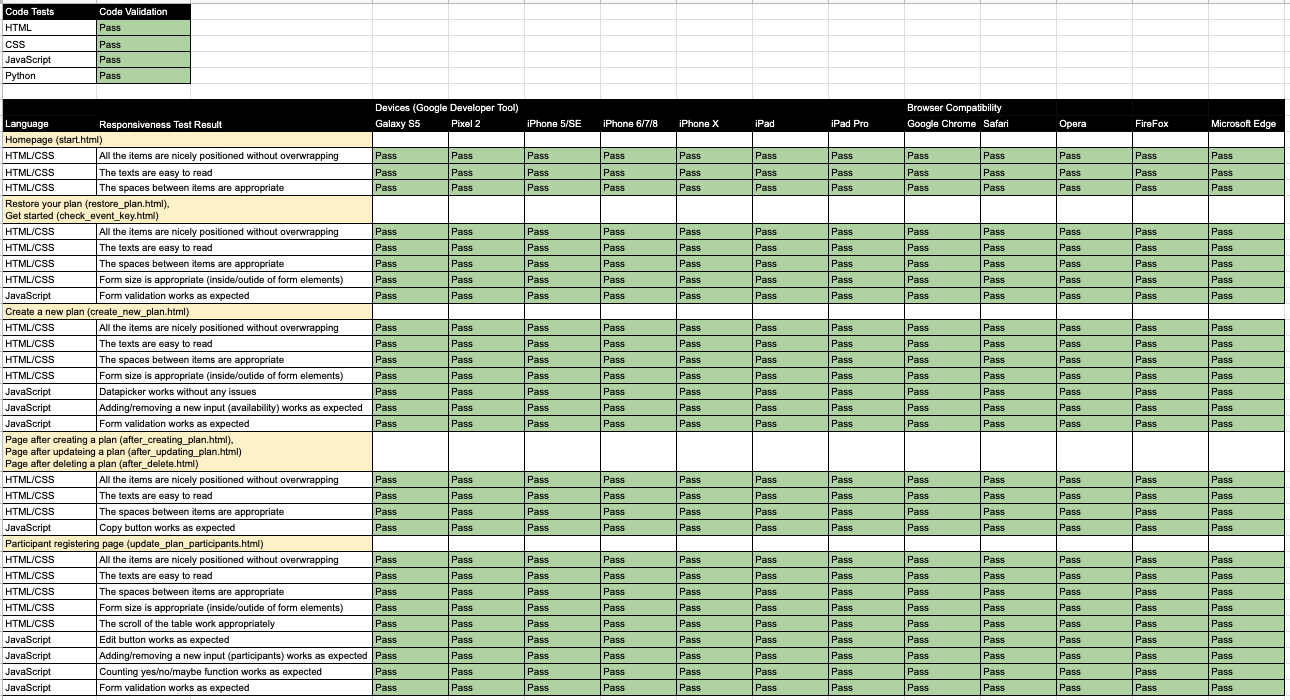 Code Tests Code Validation
HTML Pass
CSS Pass
JavaScript Pass
Python Pass
Devices (Google Developer Tool) Browser Compatibility
Language Responsiveness Test Result Galaxy S5 Pixel 2 iPhone 5/SE iPhone 6/7/8 iPhone X iPad iPad Pro Google Chrome Safari Opera FireFox Microsoft Edge
Homepage (start.html)
HTML/CSS All the items are nicely positioned without overwrapping Pass Pass Pass Pass Pass Pass Pass Pass Pass Pass Pass Pass
HTML/CSS The texts are easy to read Pass Pass Pass Pass Pass Pass Pass Pass Pass Pass Pass Pass
HTML/CSS The spaces between items are appropriate Pass Pass Pass Pass Pass Pass Pass Pass Pass Pass Pass Pass
Restore your plan (restore_plan.html),
Get started (check_event_key.html)
HTML/CSS All the items are nicely positioned without overwrapping Pass Pass Pass Pass Pass Pass Pass Pass Pass Pass Pass Pass
HTML/CSS The texts are easy to read Pass Pass Pass Pass Pass Pass Pass Pass Pass Pass Pass Pass
HTML/CSS The spaces between items are appropriate Pass Pass Pass Pass Pass Pass Pass Pass Pass Pass Pass Pass
HTML/CSS Form size is appropriate (inside/outide of form elements) Pass Pass Pass Pass Pass Pass Pass Pass Pass Pass Pass Pass
JavaScript Form validation works as expected Pass Pass Pass Pass Pass Pass Pass Pass Pass Pass Pass Pass
Create a new plan (create_new_plan.html)
HTML/CSS All the items are nicely positioned without overwrapping Pass Pass Pass Pass Pass Pass Pass Pass Pass Pass Pass Pass
HTML/CSS The texts are easy to read Pass Pass Pass Pass Pass Pass Pass Pass Pass Pass Pass Pass
HTML/CSS The spaces between items are appropriate Pass Pass Pass Pass Pass Pass Pass Pass Pass Pass Pass Pass
HTML/CSS Form size is appropriate (inside/outide of form elements) Pass Pass Pass Pass Pass Pass Pass Pass Pass Pass Pass Pass
JavaScript Datapicker works without any issues Pass Pass Pass Pass Pass Pass Pass Pass Pass Pass Pass Pass
JavaScript Adding/removing a new input (availability) works as expected Pass Pass Pass Pass Pass Pass Pass Pass Pass Pass Pass Pass
JavaScript Form validation works as expected Pass Pass Pass Pass Pass Pass Pass Pass Pass Pass Pass Pass
Page after creating a plan (after_creating_plan.html),
Page after updateing a plan (after_updating_plan.html)
Page after deleting a plan (after_delete.html)
HTML/CSS All the items are nicely positioned without overwrapping Pass Pass Pass Pass Pass Pass Pass Pass Pass Pass Pass Pass
HTML/CSS The texts are easy to read Pass Pass Pass Pass Pass Pass Pass Pass Pass Pass Pass Pass
HTML/CSS The spaces between items are appropriate Pass Pass Pass Pass Pass Pass Pass Pass Pass Pass Pass Pass
JavaScript Copy button works as expected Pass Pass Pass Pass Pass Pass Pass Pass Pass Pass Pass Pass
Participant registering page (update_plan_participants.html)
HTML/CSS All the items are nicely positioned without overwrapping Pass Pass Pass Pass Pass Pass Pass Pass Pass Pass Pass Pass
HTML/CSS The texts are easy to read Pass Pass Pass Pass Pass Pass Pass Pass Pass Pass Pass Pass
HTML/CSS The spaces between items are appropriate Pass Pass Pass Pass Pass Pass Pass Pass Pass Pass Pass Pass
HTML/CSS Form size is appropriate (inside/outide of form elements) Pass Pass Pass Pass Pass Pass Pass Pass Pass Pass Pass Pass
HTML/CSS The scroll of the table work appropriately Pass Pass Pass Pass Pass Pass Pass Pass Pass Pass Pass Pass
JavaScript Edit button works as expected Pass Pass Pass Pass Pass Pass Pass Pass Pass Pass Pass Pass
JavaScript Adding/removing a new input (participants) works as expected Pass Pass Pass Pass Pass Pass Pass Pass Pass Pass Pass Pass
JavaScript Counting yes/no/maybe function works as expected Pass Pass Pass Pass Pass Pass Pass Pass Pass Pass Pass Pass
JavaScript Form validation works as expected Pass Pass Pass Pass Pass Pass Pass Pass Pass Pass Pass Pass